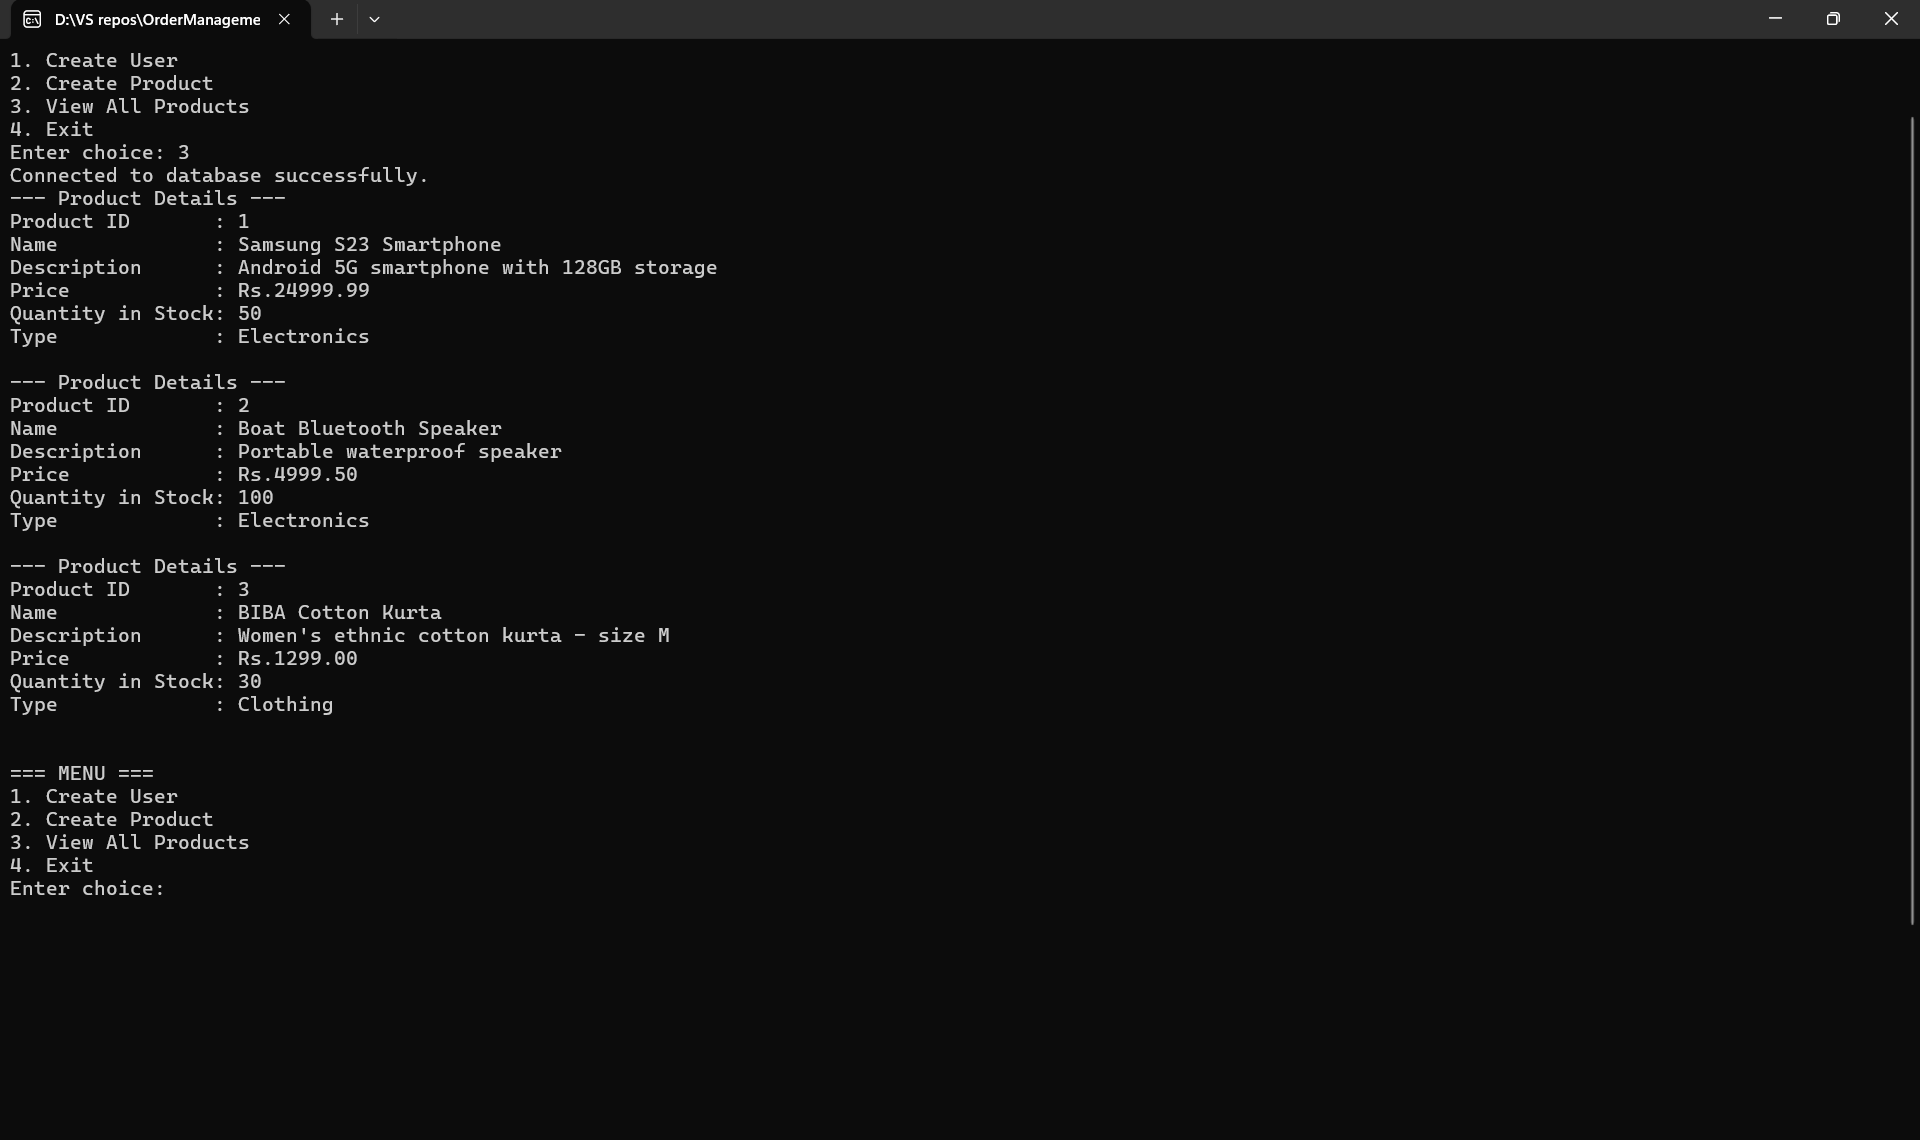 D:\VS repos\OrderManageme
1. Create User
2. Create Product
3. View All Products
4. Exit
Enter choice: 3
Connected to database successfully.
--- Product Details ---
Product ID       : 1
Name             : Samsung S23 Smartphone
Description      : Android 5G smartphone with 128GB storage
Price            : Rs.24999.99
Quantity in Stock: 50
Type             : Electronics

--- Product Details ---
Product ID       : 2
Name             : Boat Bluetooth Speaker
Description      : Portable waterproof speaker
Price            : Rs.4999.50
Quantity in Stock: 100
Type             : Electronics

--- Product Details ---
Product ID       : 3
Name             : BIBA Cotton Kurta
Description      : Women's ethnic cotton kurta - size M
Price            : Rs.1299.00
Quantity in Stock: 30
Type             : Clothing

=== MENU ===
1. Create User
2. Create Product
3. View All Products
4. Exit
Enter choice: